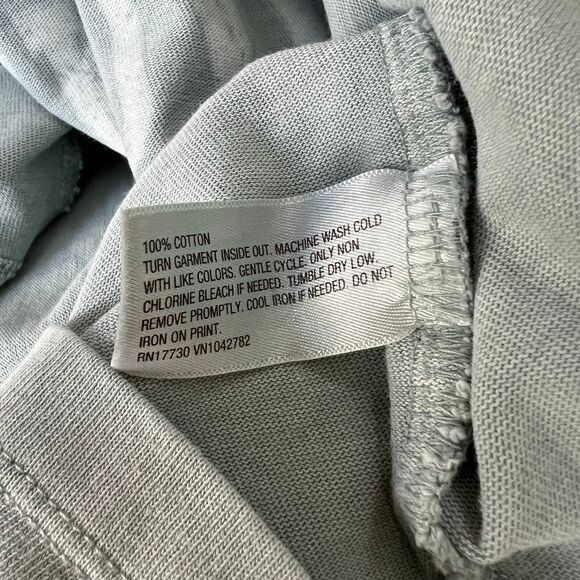 100% COTTON
TURN GARMENT INSIDE OUT. MACHINE WASH COLD
WITH LIKE COLORS. GENTLE CYCLE. ONLY NON
CHLORINE BLEACH IF NEEDED. TUMBLE DRY LOW.
REMOVE PROMPTLY. COOL IRON IF NEEDED. DO NOT
IRON ON PRINT.
RN17730 VN1042782